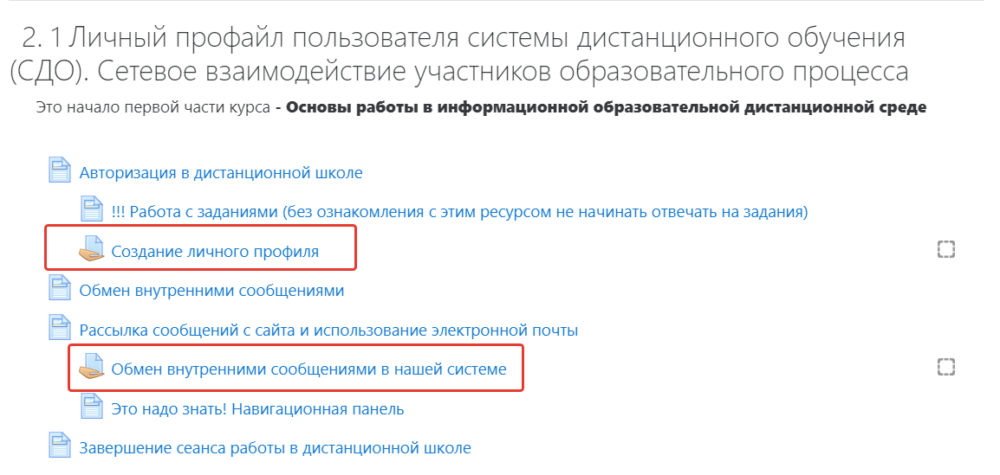 2. 1 Личный профайл пользователя системы дистанционного обучения
(СДО). Сетевое взаимодействие участников образовательного процесса
Это начало первой части курса - Основы работы в информационной образовательной дистанционной среде
Авторизация в дистанционной школе
!!! Работа с заданиями (без ознакомления с этим ресурсом не начинать отвечать на задания)
Создание личного профиля
Обмен внутренними сообщениями
Рассылка сообщений с сайта и использование электронной почты
Обмен внутренними сообщениями в нашей системе
Это надо знать! Навигационная панель
Завершение сеанса работы в дистанционной школе